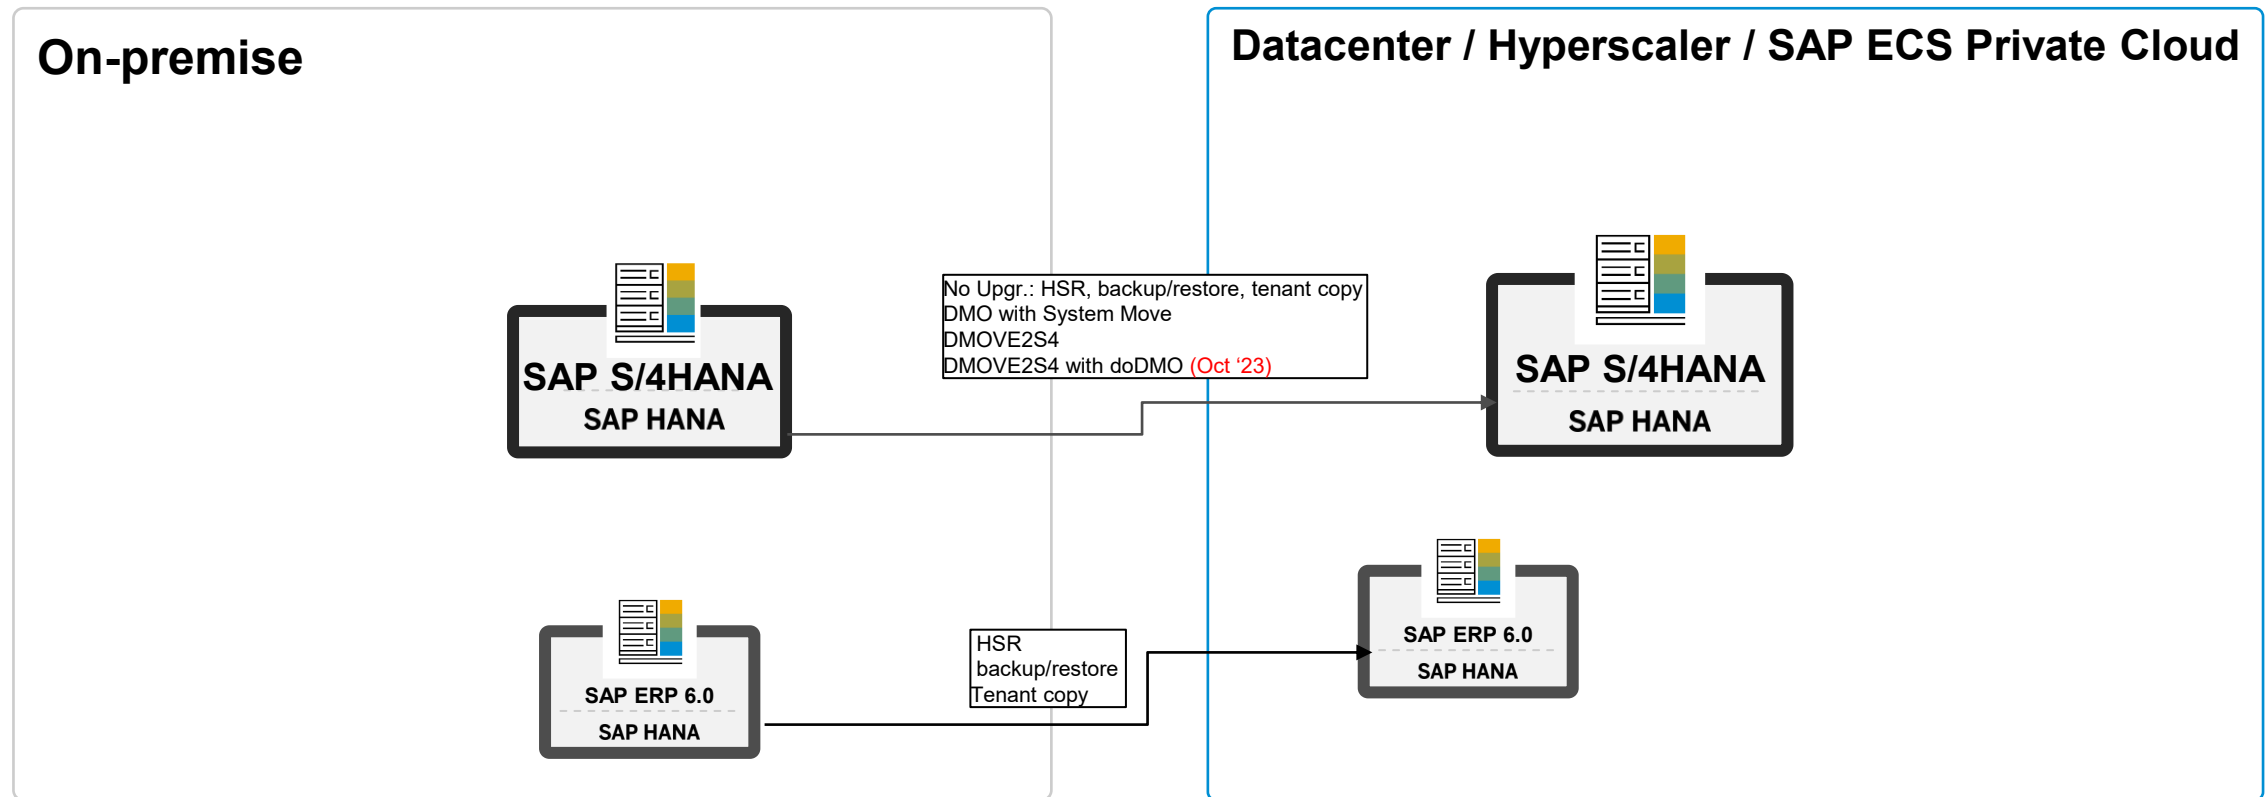 On-premise
Datacenter / Hyperscaler / SAP ECS Private Cloud
No Upgr.: HSR, backup/restore, tenant copy
DMO with System Move
DMOVE2S4
DMOVE2S4 with doDMO (Oct ‘23)
SAP S/4HANA
SAP HANA
SAP S/4HANA
SAP HANA
HSR
backup/restore
Tenant copy
SAP ERP 6.0
SAP HANA
SAP ERP 6.0
SAP HANA